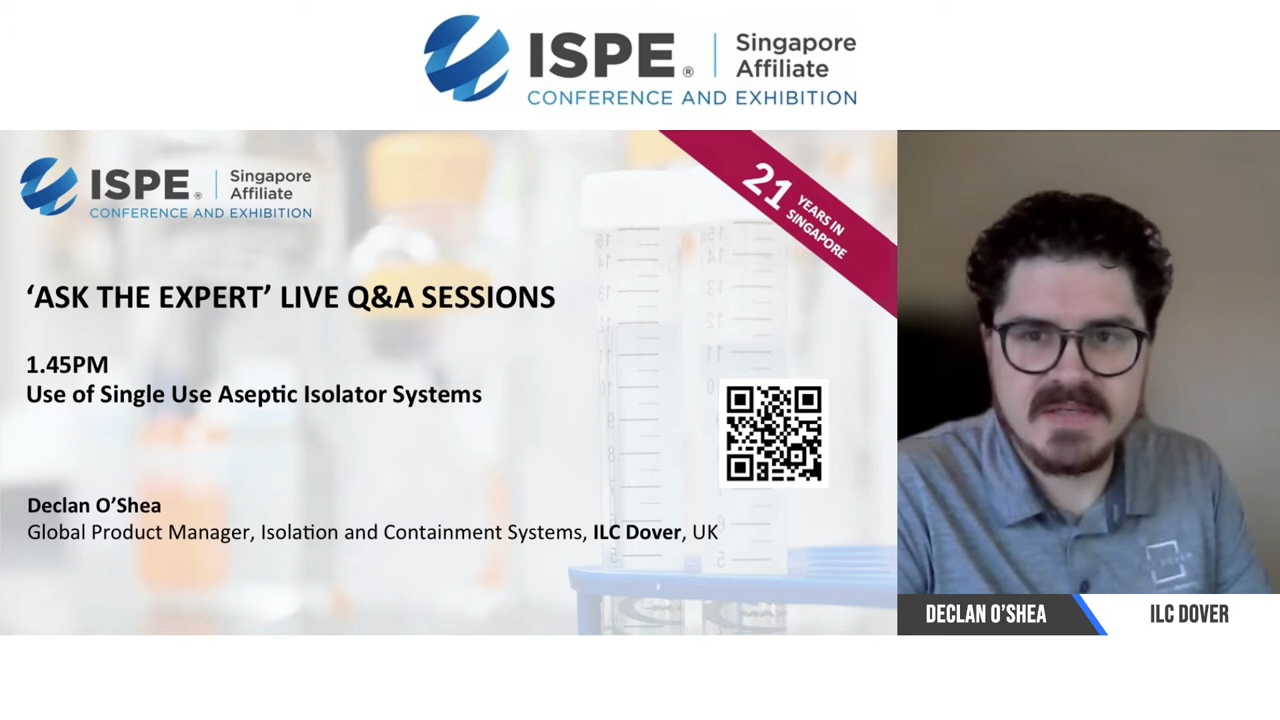 ISPE® | Singapore
Affiliate
CONFERENCE AND EXHIBITION
ISPE® | Singapore
Affiliate
CONFERENCE AND EXHIBITION
21 YEARS IN
SINGAPORE
‘ASK THE EXPERT’ LIVE Q&A SESSIONS
1.45PM
Use of Single Use Aseptic Isolator Systems
Declan O’Shea
Global Product Manager, Isolation and Containment Systems, ILC Dover, UK
DECLAN O’SHEA
ILC DOVER